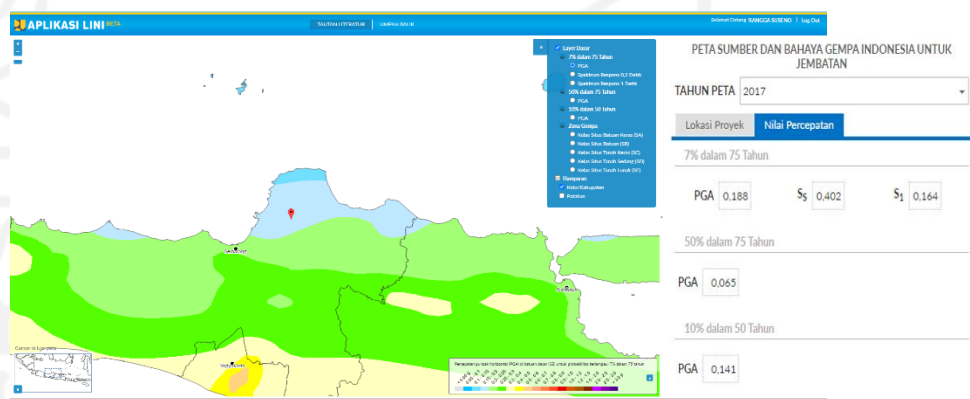 APLIKASI LINI BETA
TAUTAN LITERATUR
UMPAN BALIK
Selamat Datang RANGGA SUSENO | Log Out
Layer Dasar
7% dalam 75 Tahun
PGA
Spektrum Respons 0,2 Detik
Spektrum Respons 1 Detik
50% dalam 75 Tahun
PGA
10% dalam 50 Tahun
PGA
Zona Gempa
Kelas Situs Batuan Keras (SA)
Kelas Situs Batuan (SB)
Kelas Situs Tanah Keras (SC)
Kelas Situs Tanah Sedang (SD)
Kelas Situs Tanah Lunak (SE)
Hamparan
Kota/Kabupaten
Patahan
Yogyakarta
PETA SUMBER DAN BAHAYA GEMPA INDONESIA UNTUK
JEMBATAN
TAHUN PETA 2017
Lokasi Proyek
Nilai Percepatan
7% dalam 75 Tahun
PGA 0,188
SS 0,402
S1 0,164
50% dalam 75 Tahun
PGA 0,065
10% dalam 50 Tahun
PGA 0,141